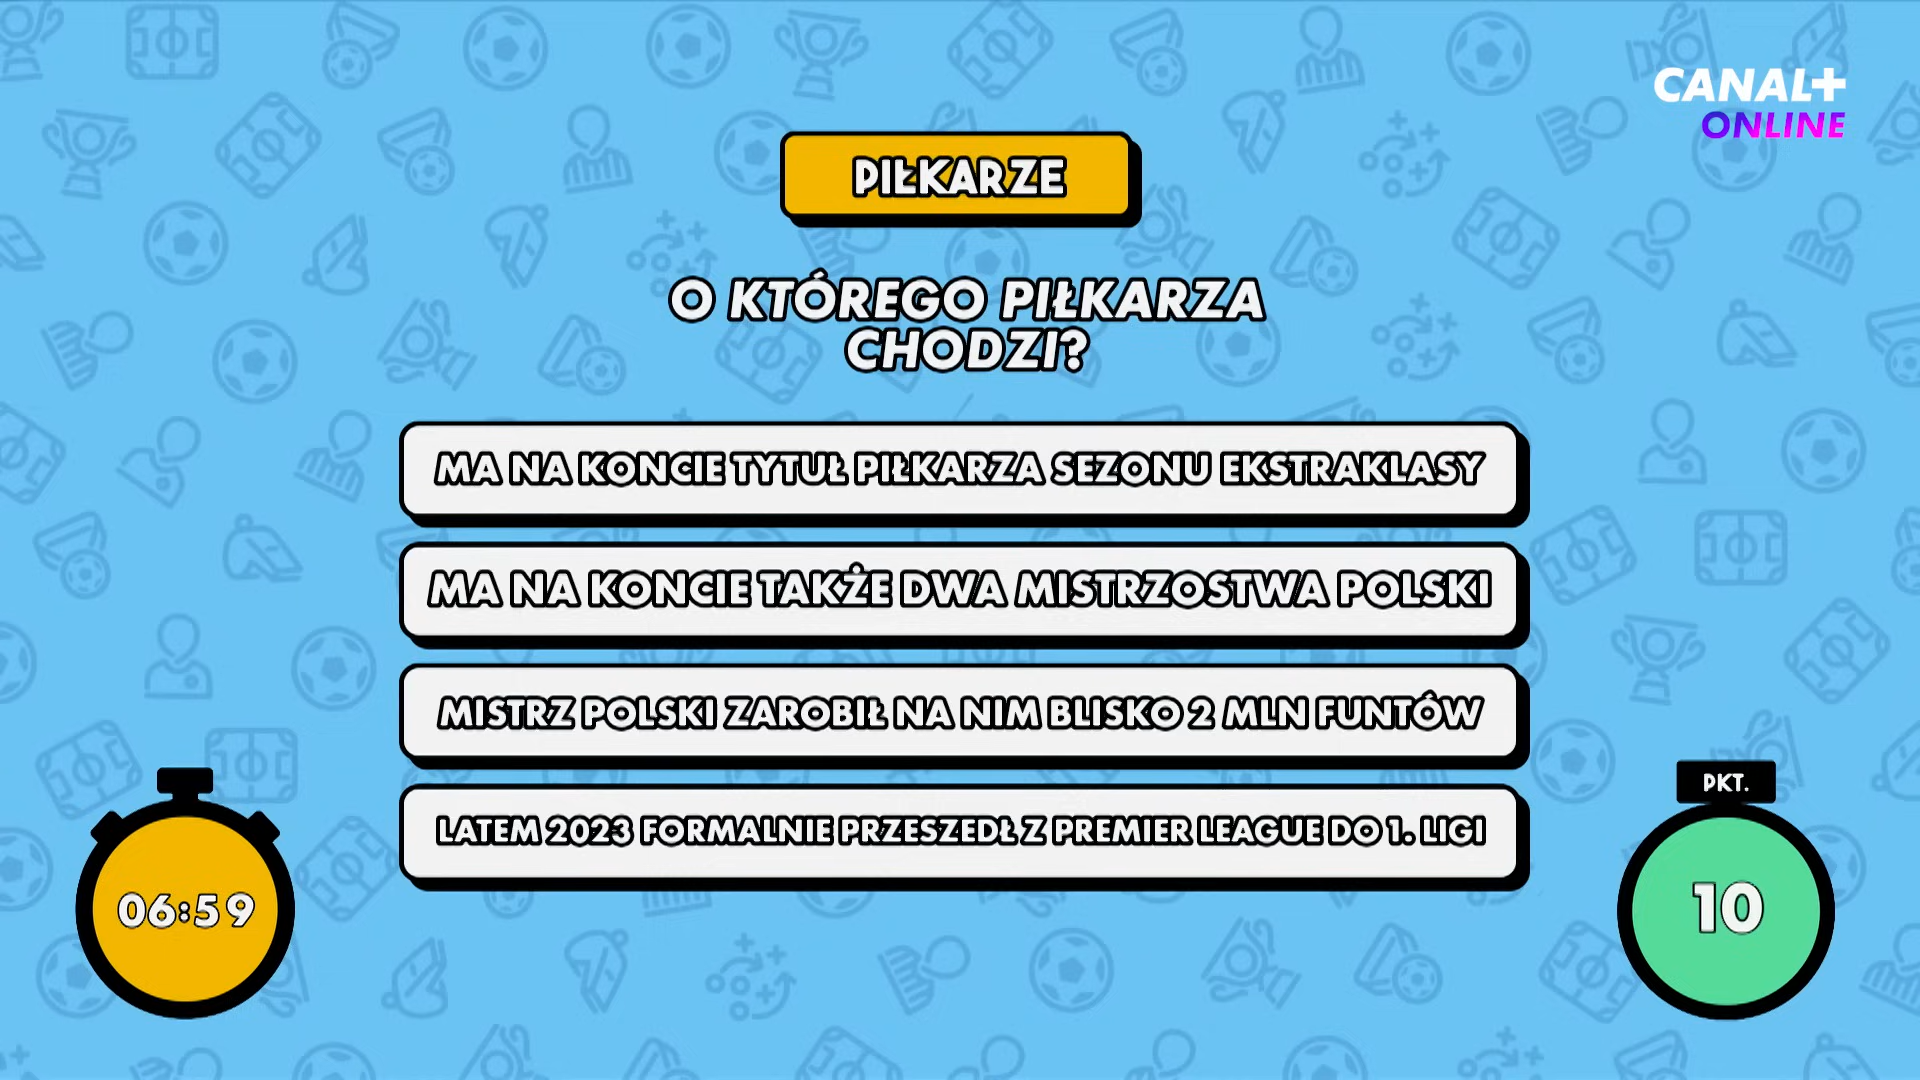 CANAL+
ONLINE
PIŁKARZE
O KTÓREGO PIŁKARZA
CHODZI?
MA NA KONCIE TYTUŁ PIŁKARZA SEZONU EKSTRAKLASY
MA NA KONCIE TAKŻE DWA MISTRZOSTWA POLSKI
MISTRZ POLSKI ZAROBIŁ NA NIM BLISKO 2 MLN FUNTÓW
LATEM 2023 FORMALNIE PRZESZEDŁ Z PREMIER LEAGUE DO 1. LIGI
06:59
PKT.
10